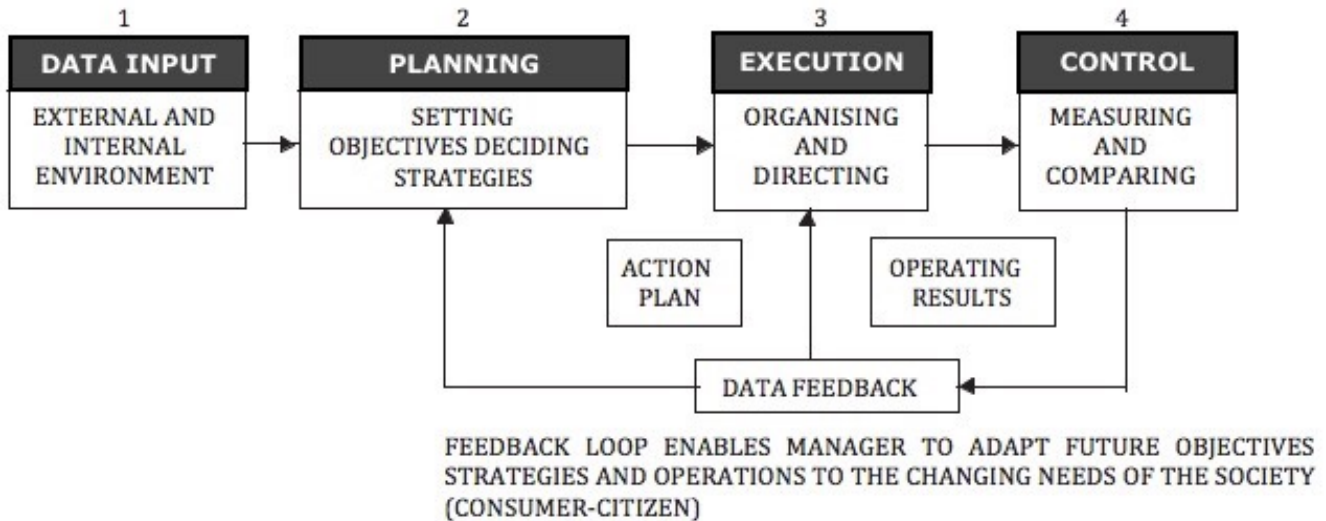 1
DATA INPUT
EXTERNAL AND
INTERNAL
ENVIRONMENT
2
PLANNING
SETTING
OBJECTIVES DECIDING
STRATEGIES
3
EXECUTION
ORGANISING
AND
DIRECTING
4
CONTROL
MEASURING
AND
COMPARING
ACTION
PLAN
OPERATING
RESULTS
DATA FEEDBACK
FEEDBACK LOOP ENABLES MANAGER TO ADAPT FUTURE OBJECTIVES
STRATEGIES AND OPERATIONS TO THE CHANGING NEEDS OF THE SOCIETY
(CONSUMER-CITIZEN)